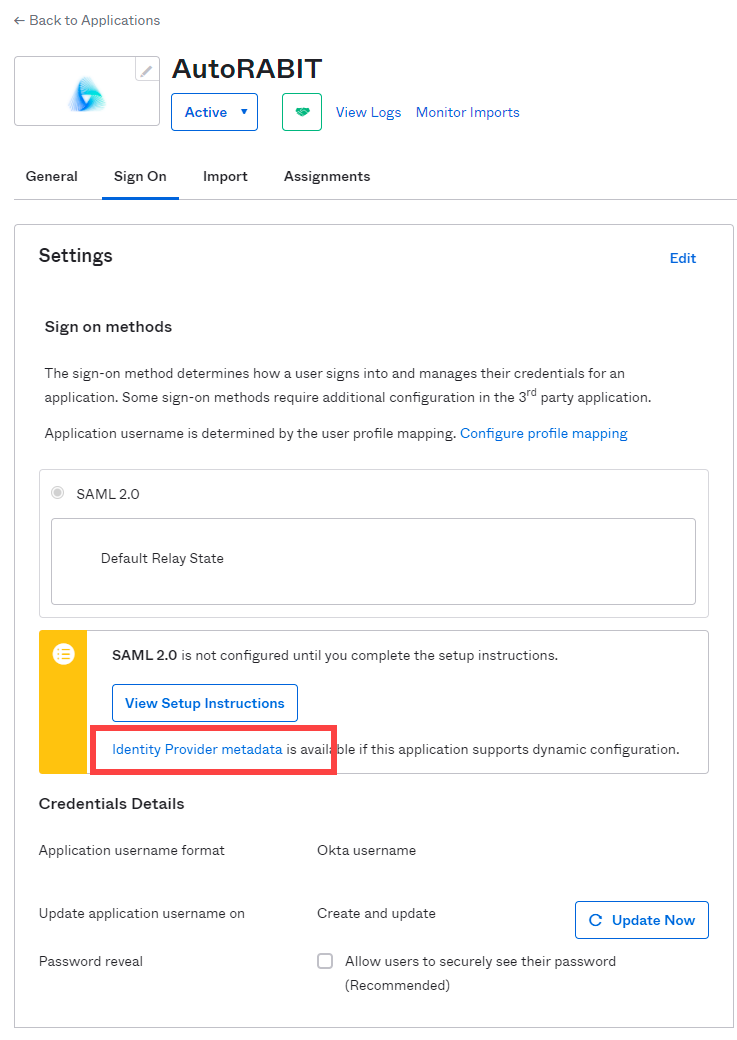 ← Back to Applications
AutoRABIT
Active ▼ View Logs Monitor Imports
General Sign On Import Assignments
Settings Edit
Sign on methods
The sign-on method determines how a user signs into and manages their credentials for an
application. Some sign-on methods require additional configuration in the 3rd party application.
Application username is determined by the user profile mapping. Configure profile mapping
SAML 2.0
Default Relay State
SAML 2.0 is not configured until you complete the setup instructions.
View Setup Instructions
Identity Provider metadata is available if this application supports dynamic configuration.
Credentials Details
Application username format Okta username
Update application username on Create and update Update Now
Password reveal Allow users to securely see their password
(Recommended)